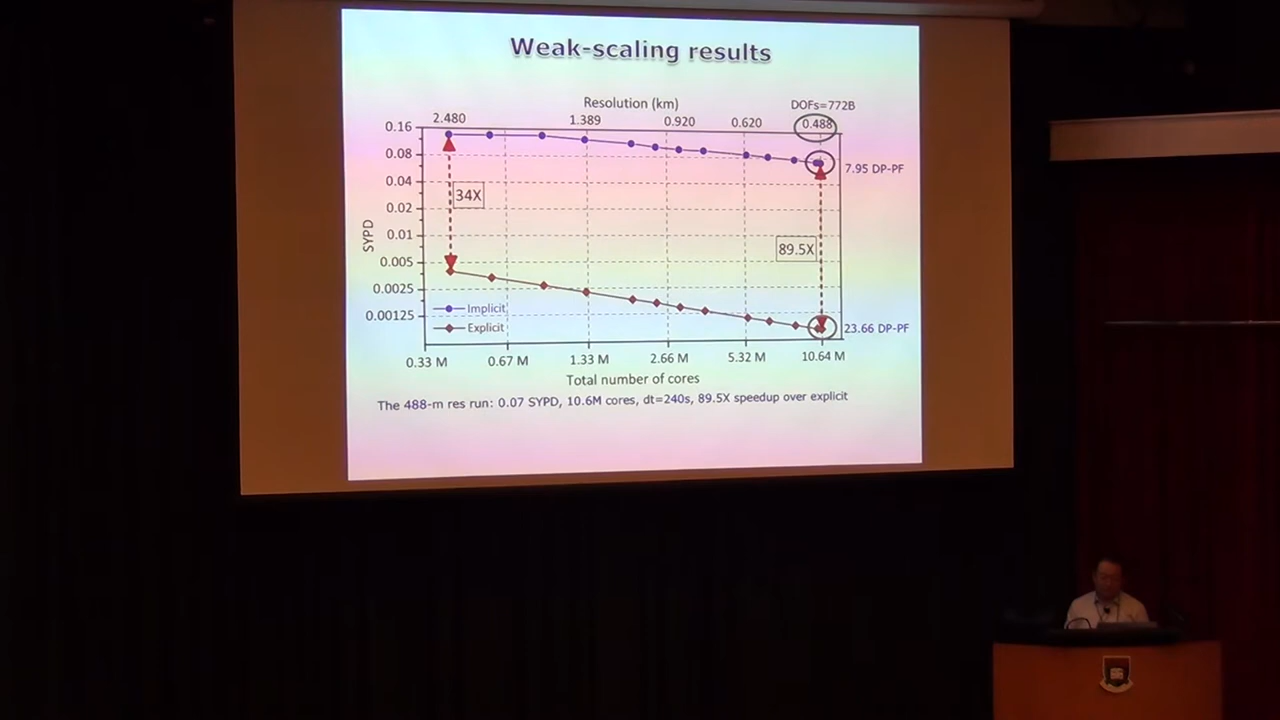 Weak-scaling results
Resolution (km)
DOFs=772B
2.480 1.389 0.920 0.620 0.488
0.16
0.08
0.04
0.02
0.01
0.005
0.0025
0.00125
SYPD
34X
89.5X
7.95 DP-PF
23.66 DP-PF
Implicit
Explicit
0.33 M 0.67 M 1.33 M 2.66 M 5.32 M 10.64 M
Total number of cores
The 488-m res run: 0.07 SYPD, 10.6M cores, dt=240s, 89.5X speedup over explicit